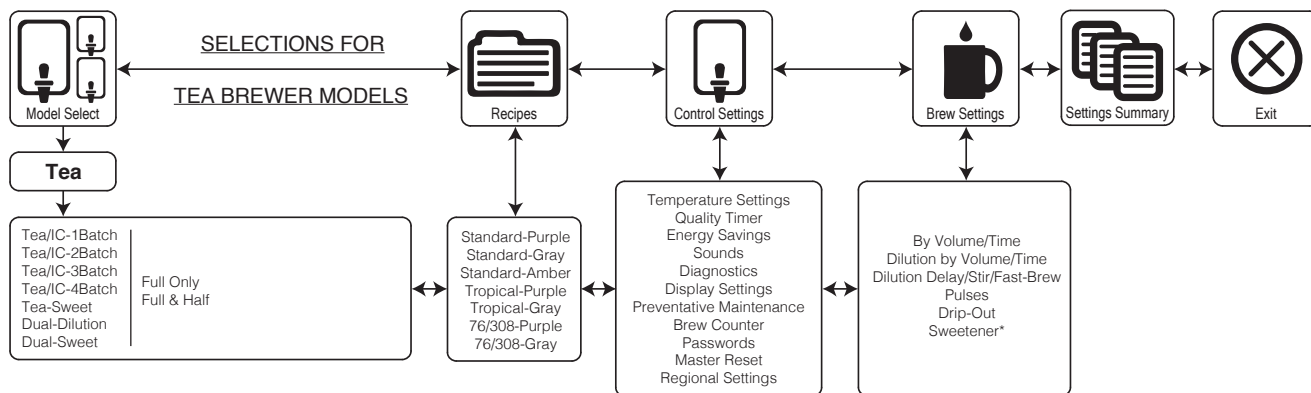 SELECTIONS FOR
TEA BREWER MODELS
Model Select
Recipes
Control Settings
Brew Settings
Settings Summary
Exit
Tea
Tea/IC-1Batch
Tea/IC-2Batch
Tea/IC-3Batch
Tea/IC-4Batch
Tea-Sweet
Dual-Dilution
Dual-Sweet
Full Only
Full & Half
Standard-Purple
Standard-Gray
Standard-Amber
Tropical-Purple
Tropical-Gray
76/308-Purple
76/308-Gray
Temperature Settings
Quality Timer
Energy Savings
Sounds
Diagnostics
Display Settings
Preventative Maintenance
Brew Counter
Passwords
Master Reset
Regional Settings
By Volume/Time
Dilution by Volume/Time
Dilution Delay/Stir/Fast-Brew
Pulses
Drip-Out
Sweetener*